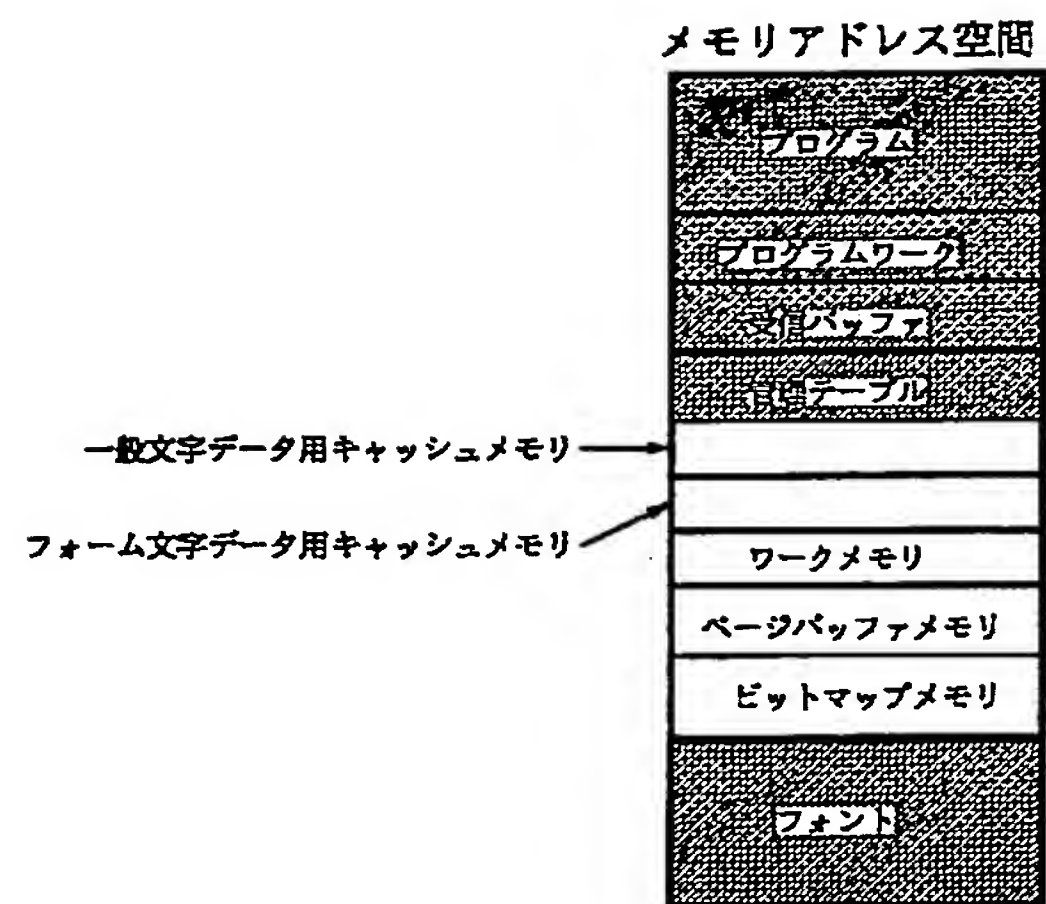 メモリアドレス空間
プログラム
プログラムワーク
受信バッファ
管理テーブル
一般文字データ用キャッシュメモリ
フォーム文字データ用キャッシュメモリ
ワークメモリ
ページバッファメモリ
ビットマップメモリ
フォント